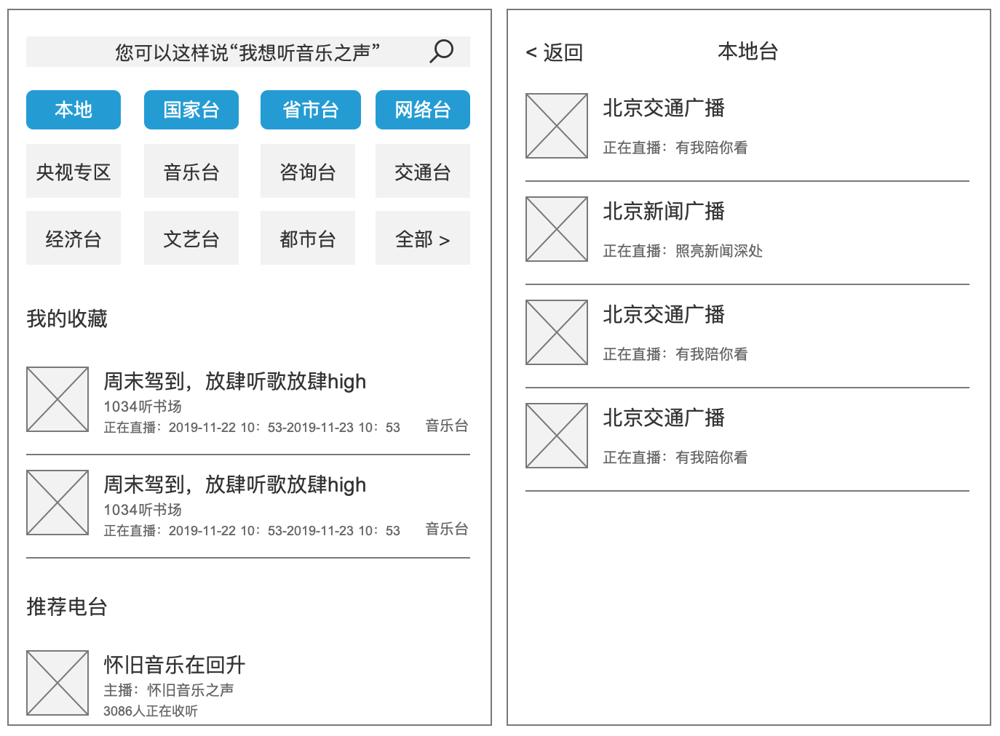 您可以这样说“我想听音乐之声”
本地 国家台 省市台 网络台
央视专区 音乐台 咨询台 交通台
经济台 文艺台 都市台 全部 >
我的收藏
周末驾到，放肆听歌放肆high
1034听书场
正在直播：2019-11-22 10：53-2019-11-23 10：53 音乐台
周末驾到，放肆听歌放肆high
1034听书场
正在直播：2019-11-22 10：53-2019-11-23 10：53 音乐台
推荐电台
怀旧音乐在回升
主播：怀旧音乐之声
3086人正在收听
< 返回 本地台
北京交通广播
正在直播：有我陪你看
北京新闻广播
正在直播：照亮新闻深处
北京交通广播
正在直播：有我陪你看
北京交通广播
正在直播：有我陪你看